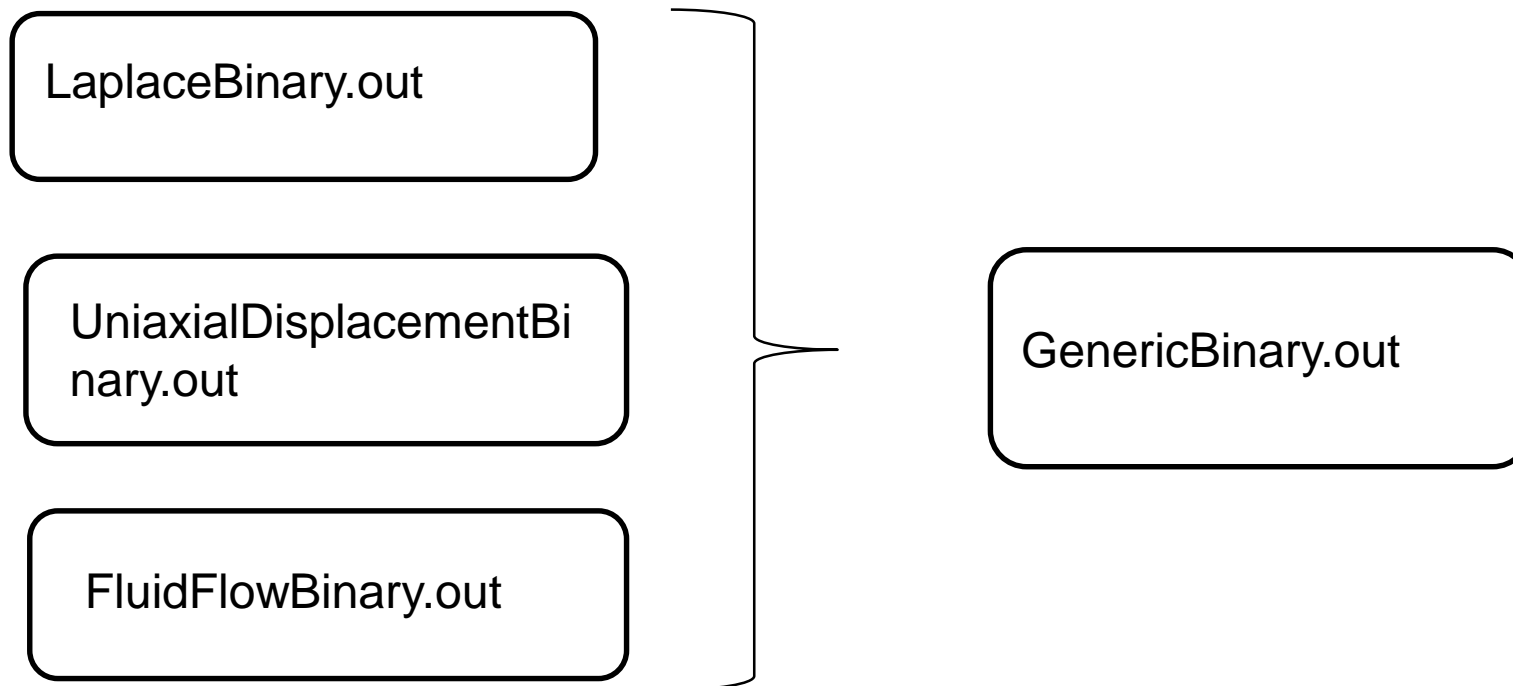 LaplaceBinary.out
UniaxialDisplacementBi
nary.out
GenericBinary.out
FluidFlowBinary.out